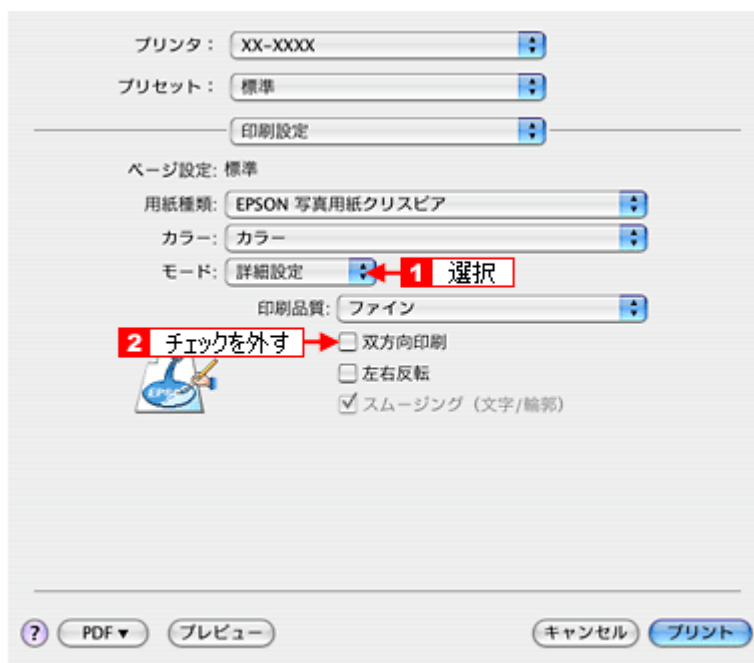 プリンタ： XX-XXXX
プリセット： 標準
印刷設定
ページ設定: 標準
用紙種類: EPSON 写真用紙クリスピア
カラー: カラー
モード: 詳細設定 1 選択
印刷品質: ファイン
2 チェックを外す 双方向印刷
左右反転
EPSON
スムージング（文字/輪郭）
? PDF▼ プレビュー キャンセル プリント